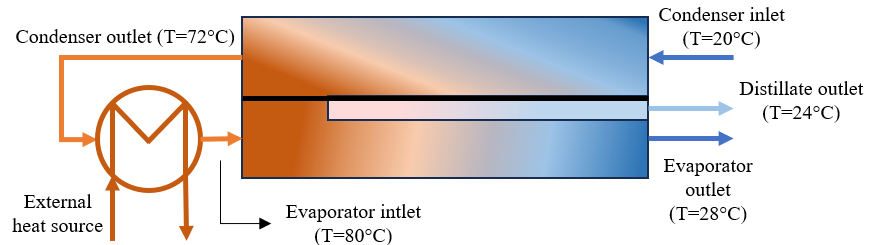 Condenser outlet (T=72°C)
Condenser inlet
(T=20°C)
Distillate outlet
(T=24°C)
Evaporator
outlet
(T=28°C)
External
heat source
Evaporator intlet
(T=80°C)